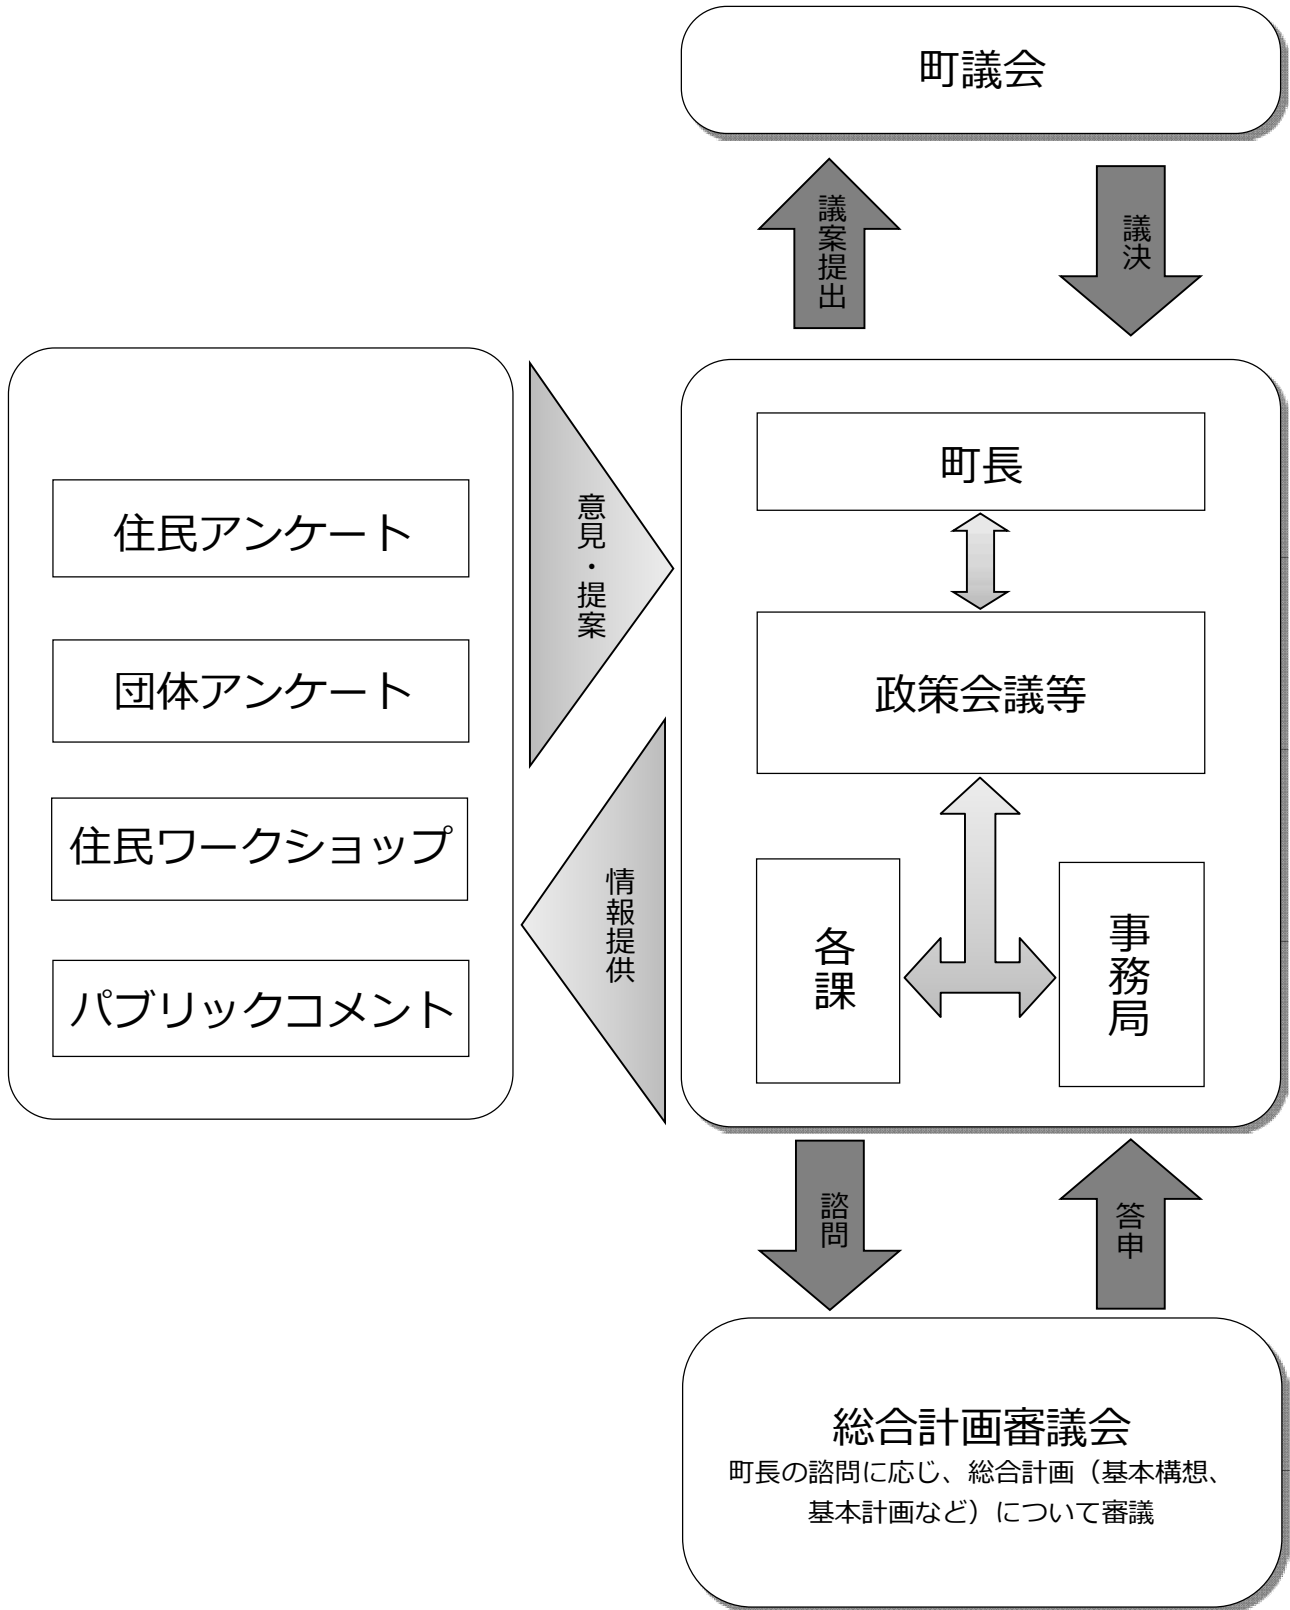 町議会
議案提出
議決
住民アンケート
団体アンケート
住民ワークショップ
パブリックコメント
意見・提案
情報提供
町長
政策会議等
各課
事務局
諮問
答申
総合計画審議会
町長の諮問に応じ、総合計画（基本構想、
基本計画など）について審議